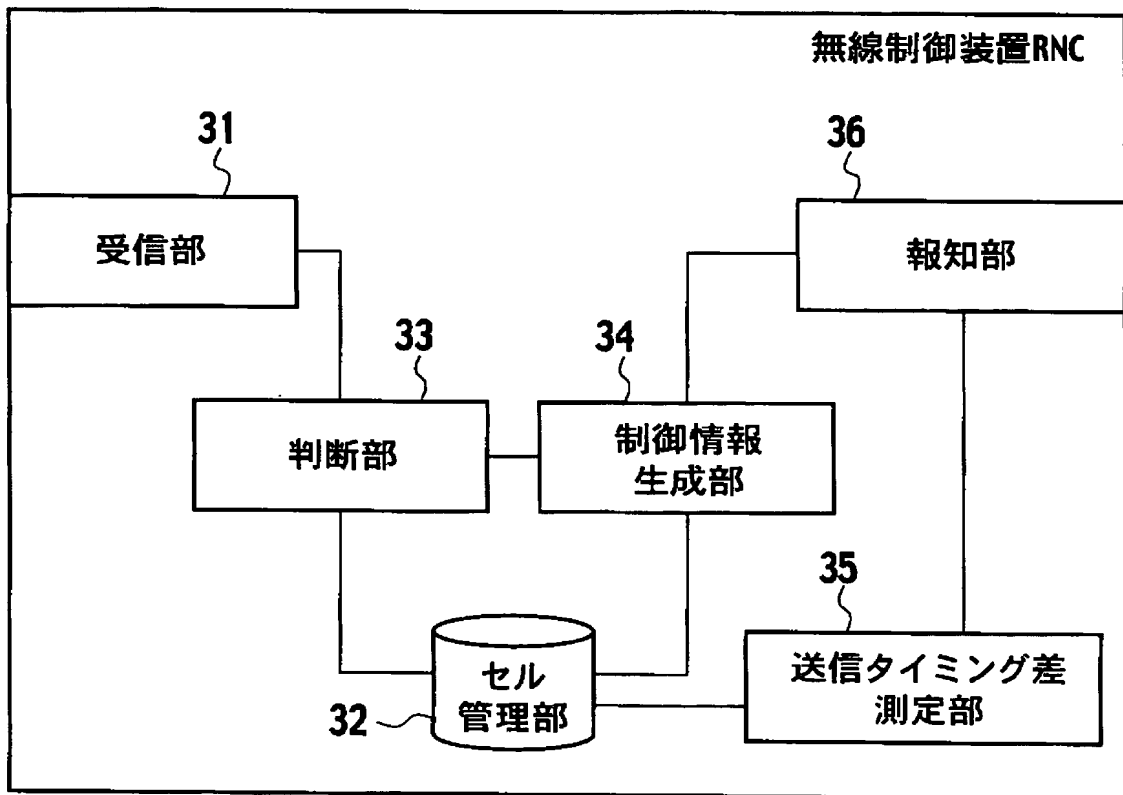 無線制御装置RNC
31
36
受信部
報知部
33
34
判断部
制御情報
生成部
35
セル
管理部
32
送信タイミング差
測定部